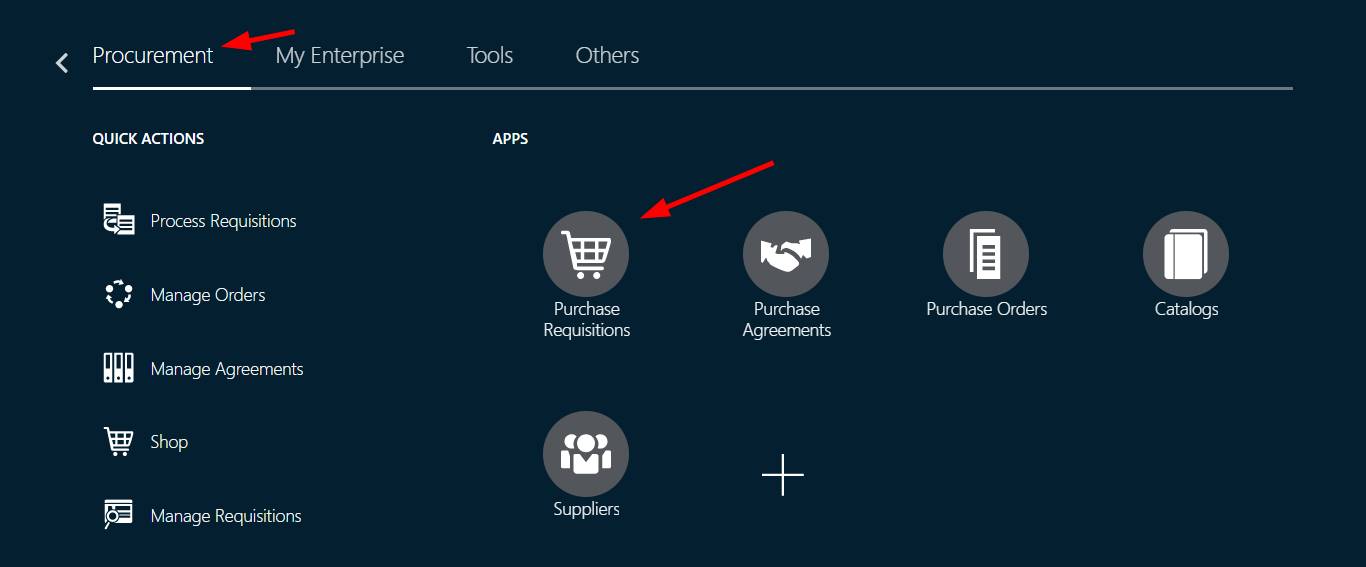 Procurement
My Enterprise
Tools
Others
QUICK ACTIONS
Process Requisitions
Manage Orders
Manage Agreements
Shop
Manage Requisitions
APPS
Purchase
Requisitions
Purchase
Agreements
Purchase Orders
Catalogs
Suppliers